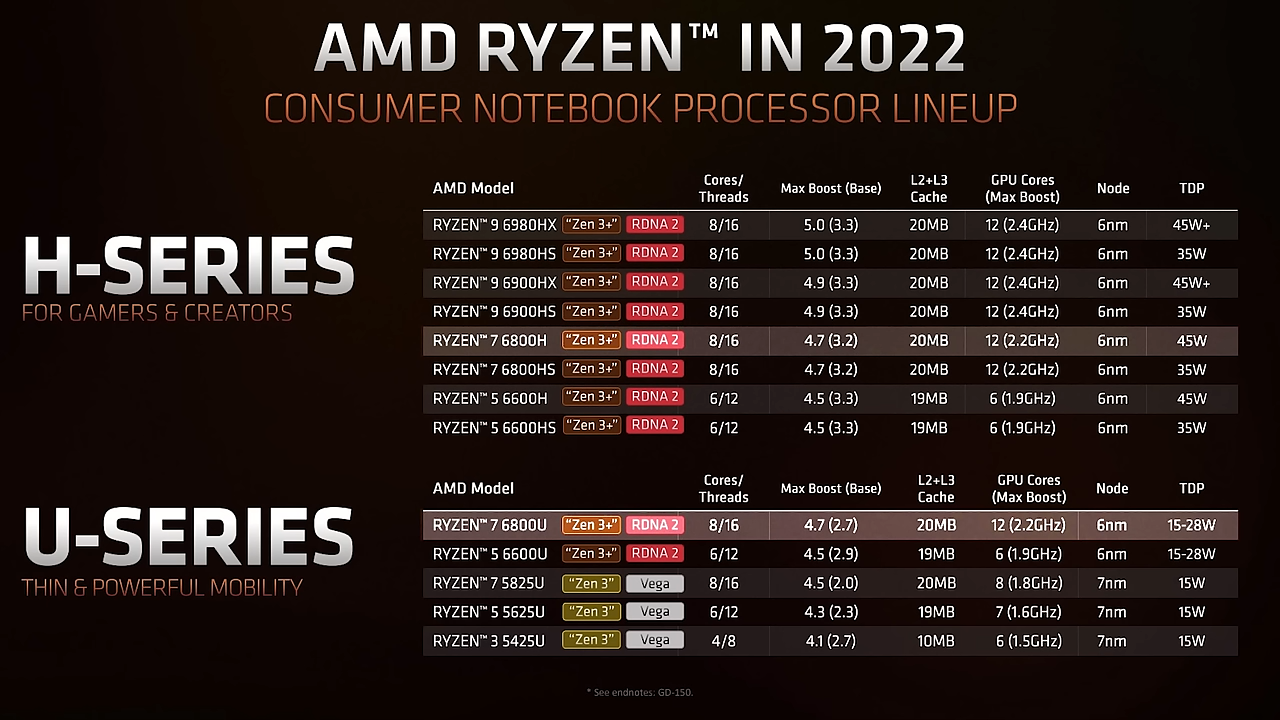 AMD RYZEN™ IN 2022
CONSUMER NOTEBOOK PROCESSOR LINEUP
H-SERIES
FOR GAMERS & CREATORS
AMD Model Cores/ Threads Max Boost (Base) L2+L3 Cache GPU Cores (Max Boost) Node TDP
RYZEN™ 9 6980HX "Zen 3+" RDNA 2 8/16 5.0 (3.3) 20MB 12 (2.4GHz) 6nm 45W+
RYZEN™ 9 6980HS "Zen 3+" RDNA 2 8/16 5.0 (3.3) 20MB 12 (2.4GHz) 6nm 35W
RYZEN™ 9 6900HX "Zen 3+" RDNA 2 8/16 4.9 (3.3) 20MB 12 (2.4GHz) 6nm 45W+
RYZEN™ 9 6900HS "Zen 3+" RDNA 2 8/16 4.9 (3.3) 20MB 12 (2.4GHz) 6nm 35W
RYZEN™ 7 6800H "Zen 3+" RDNA 2 8/16 4.7 (3.2) 20MB 12 (2.2GHz) 6nm 45W
RYZEN™ 7 6800HS "Zen 3+" RDNA 2 8/16 4.7 (3.2) 20MB 12 (2.2GHz) 6nm 35W
RYZEN™ 5 6600H "Zen 3+" RDNA 2 6/12 4.5 (3.3) 19MB 6 (1.9GHz) 6nm 45W
RYZEN™ 5 6600HS "Zen 3+" RDNA 2 6/12 4.5 (3.3) 19MB 6 (1.9GHz) 6nm 35W
U-SERIES
THIN & POWERFUL MOBILITY
AMD Model Cores/ Threads Max Boost (Base) L2+L3 Cache GPU Cores (Max Boost) Node TDP
RYZEN™ 7 6800U "Zen 3+" RDNA 2 8/16 4.7 (2.7) 20MB 12 (2.2GHz) 6nm 15-28W
RYZEN™ 5 6600U "Zen 3+" RDNA 2 6/12 4.5 (2.9) 19MB 6 (1.9GHz) 6nm 15-28W
RYZEN™ 7 5825U "Zen 3" Vega 8/16 4.5 (2.0) 20MB 8 (1.8GHz) 7nm 15W
RYZEN™ 5 5625U "Zen 3" Vega 6/12 4.3 (2.3) 19MB 7 (1.6GHz) 7nm 15W
RYZEN™ 3 5425U "Zen 3" Vega 4/8 4.1 (2.7) 10MB 6 (1.5GHz) 7nm 15W
* See endnotes: GD-150.